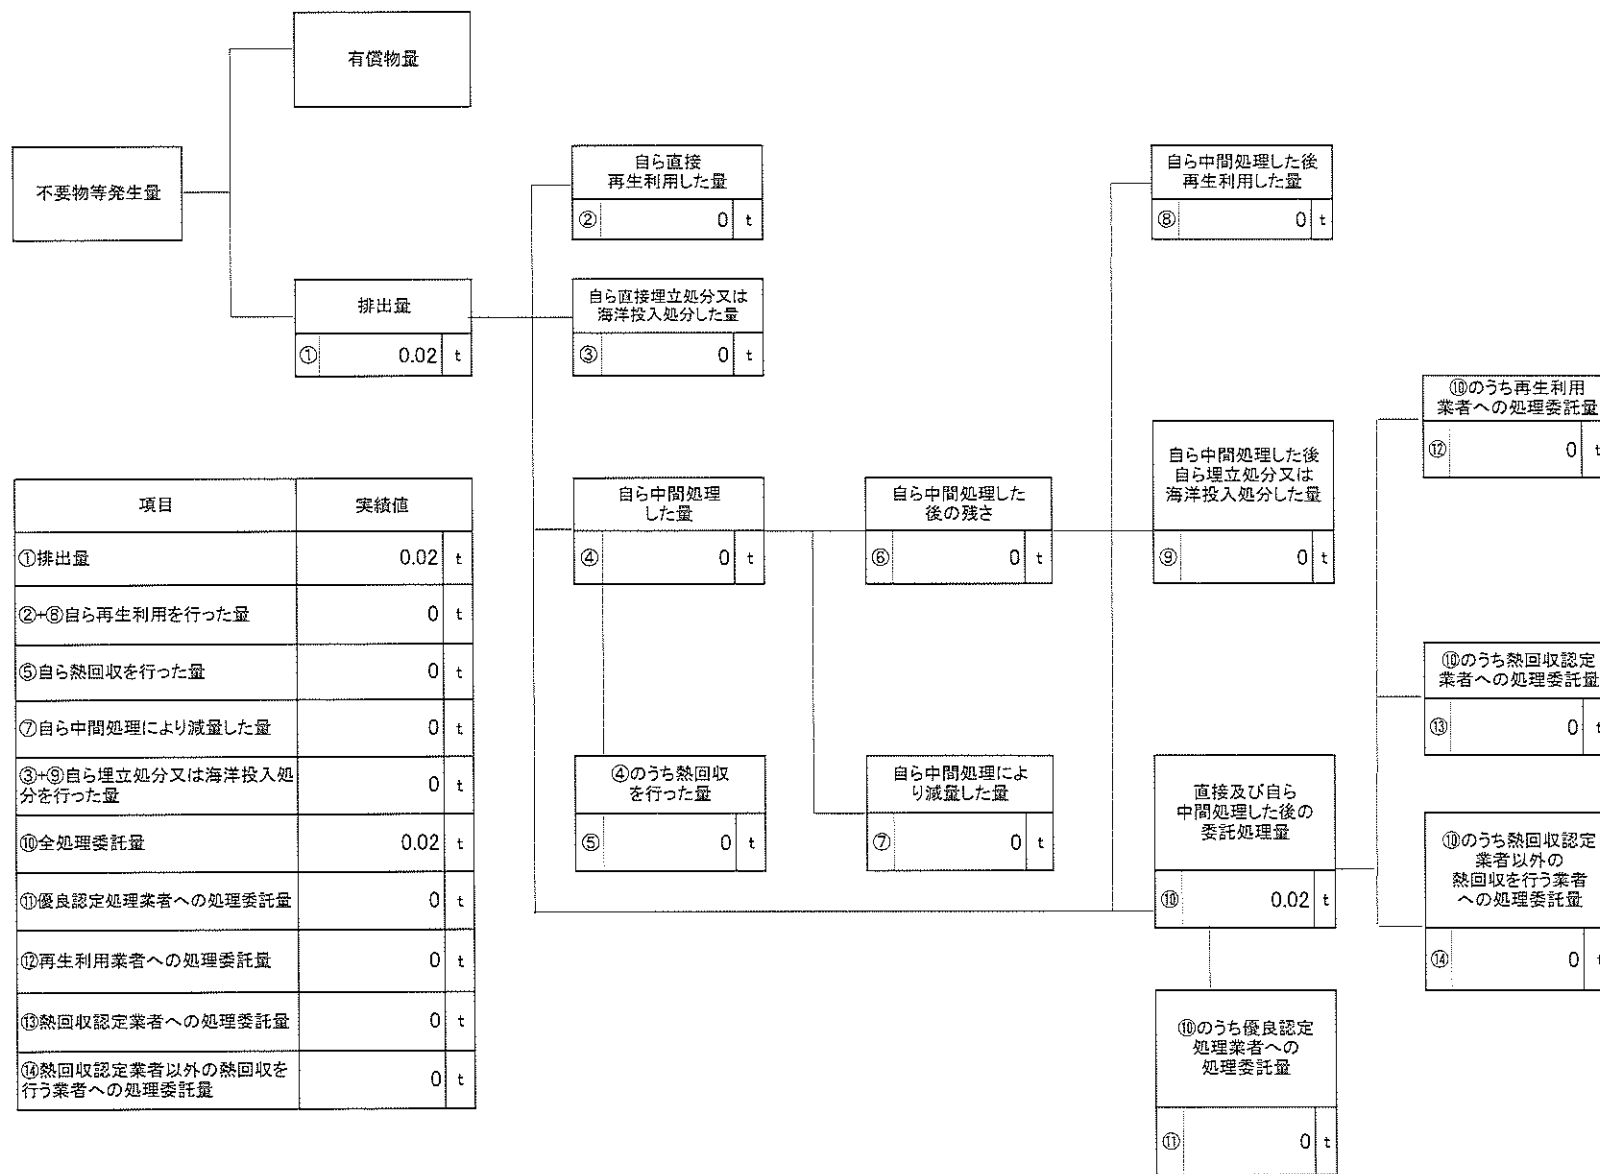 有償物量
不要物等発生量
排出量
① 0.02 t
自ら直接
再生利用した量
② 0 t
自ら直接埋立処分又は
海洋投入処分した量
③ 0 t
自ら中間処理
した量
④ 0 t
④のうち熱回収
を行った量
⑤ 0 t
自ら中間処理した
後の残さ
⑥ 0 t
自ら中間処理によ
り減量した量
⑦ 0 t
自ら中間処理した後
再生利用した量
⑧ 0 t
自ら中間処理した後
自ら埋立処分又は
海洋投入処分した量
⑨ 0 t
直接及び自ら
中間処理した後の
委託処理量
⑩ 0.02 t
⑩のうち優良認定
処理業者への
処理委託量
⑪ 0 t
⑩のうち再生利用
業者への処理委託量
⑫ 0 t
⑩のうち熱回収認定
業者への処理委託量
⑬ 0 t
⑩のうち熱回収認定
業者以外の
熱回収を行う業者
への処理委託量
⑭ 0 t
項目 実績値
①排出量 0.02 t
②+⑧自ら再生利用を行った量 0 t
⑤自ら熱回収を行った量 0 t
⑦自ら中間処理により減量した量 0 t
③+⑨自ら埋立処分又は海洋投入処
分を行った量 0 t
⑩全処理委託量 0.02 t
⑪優良認定処理業者への処理委託量 0 t
⑫再生利用業者への処理委託量 0 t
⑬熱回収認定業者への処理委託量 0 t
⑭熱回収認定業者以外の熱回収を
行う業者への処理委託量 0 t